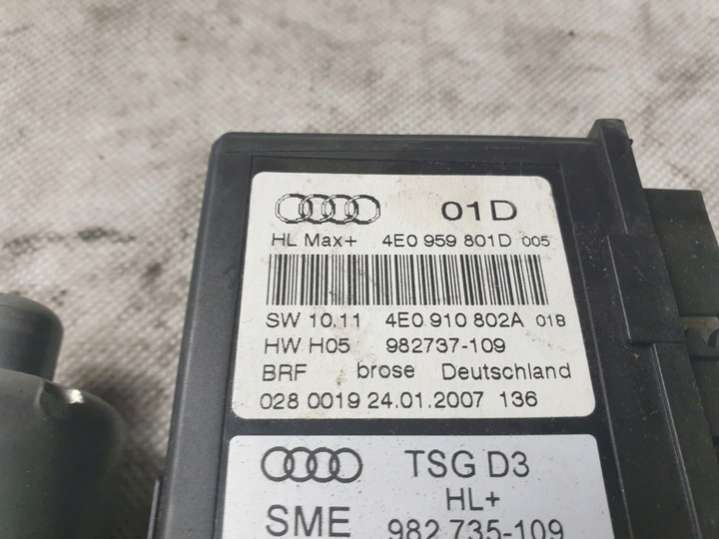 01D
HL Max+ 4E0 959 801D 005
SW 10.11 4E0 910 802A 01B
HW H05 982737-109
BRF brose Deutschland
028 0019 24.01.2007 136
TSG D3
HL+
SME 982 735-109